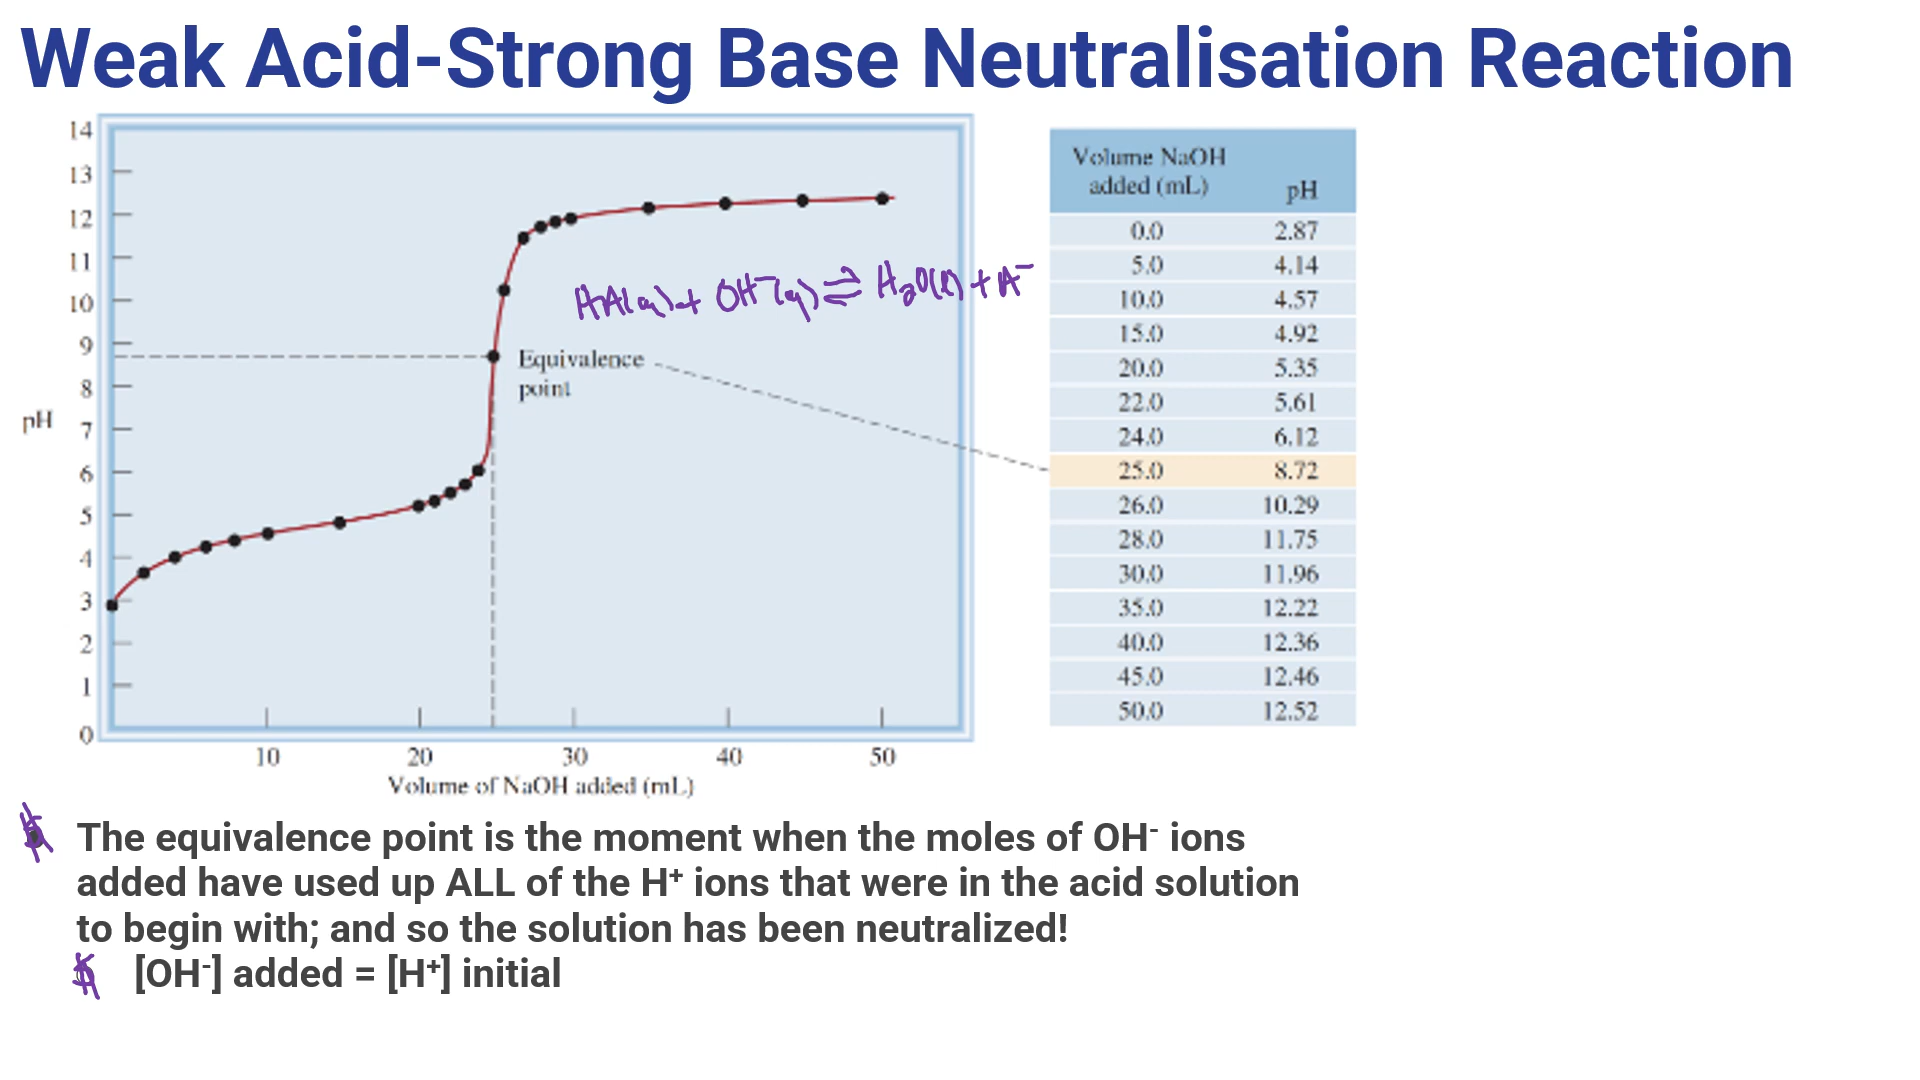 Weak Acid-Strong Base Neutralisation Reaction
14
13
12
11
10
9
8
7
6
5
4
3
2
1
0
pH
10 20 30 40 50
Volume of NaOH added (mL)
Equivalence
point
HA(aq) + OH⁻(aq) ⇌ H₂O(l) + A⁻
Volume NaOH
added (mL) pH
0.0 2.87
5.0 4.14
10.0 4.57
15.0 4.92
20.0 5.35
22.0 5.61
24.0 6.12
25.0 8.72
26.0 10.29
28.0 11.75
30.0 11.96
35.0 12.22
40.0 12.36
45.0 12.46
50.0 12.52
The equivalence point is the moment when the moles of OH⁻ ions
added have used up ALL of the H⁺ ions that were in the acid solution
to begin with; and so the solution has been neutralized!
[OH⁻] added = [H⁺] initial